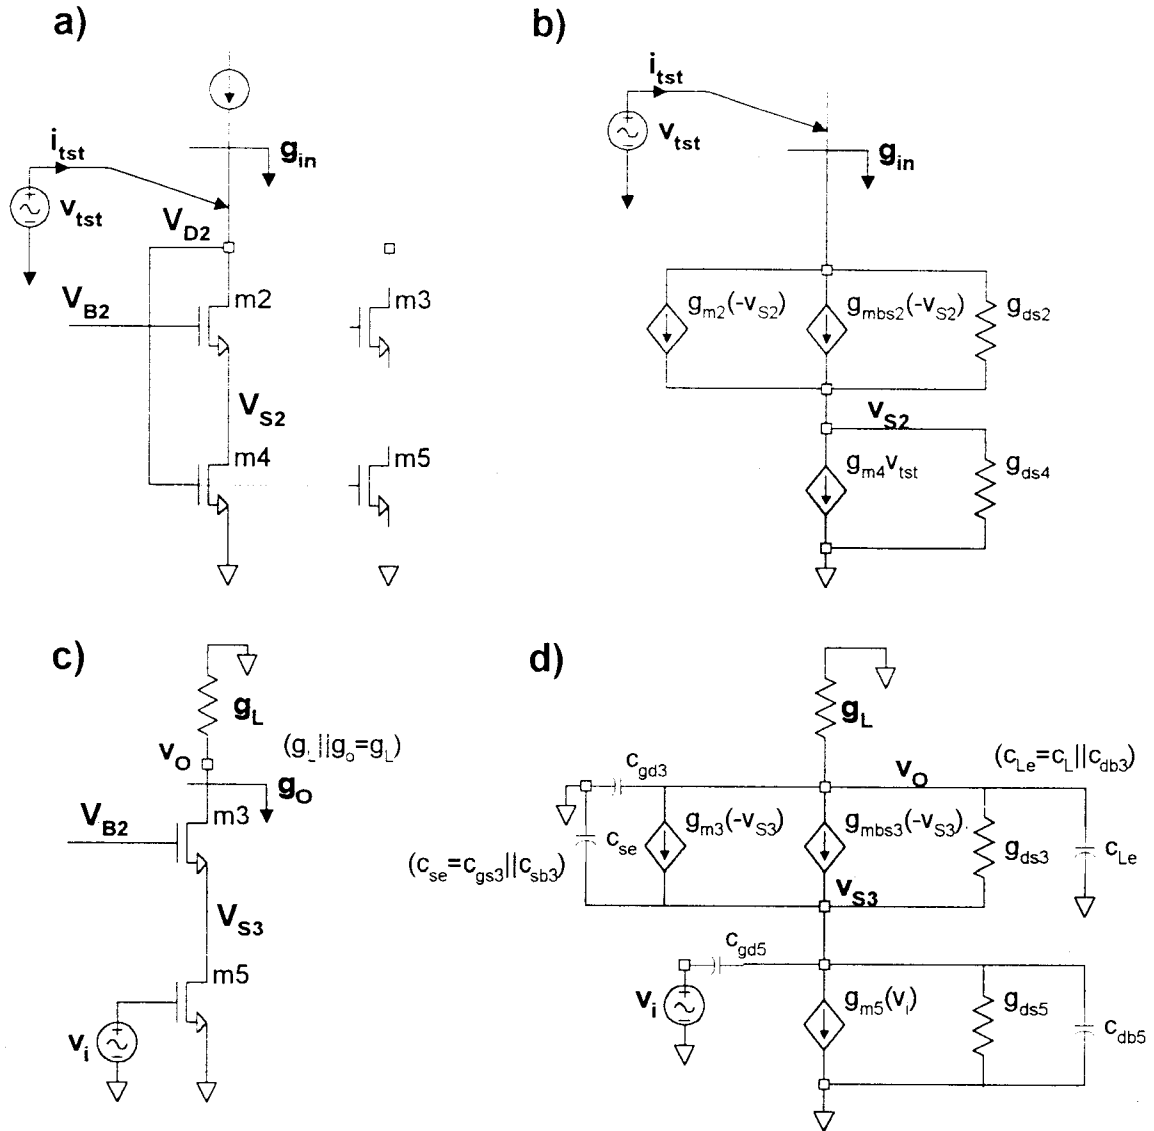 a)
i_tst
v_tst
g_in
V_D2
V_B2
m2
m3
V_S2
m4
m5
b)
i_tst
v_tst
g_in
g_m2(-v_S2)
g_mbs2(-v_S2)
g_ds2
v_S2
g_m4v_tst
g_ds4
c)
g_L
v_O
(g_L||g_o=g_L)
g_O
V_B2
m3
V_S3
m5
v_i
d)
g_L
c_gd3
v_O
(c_Le=c_L||c_db3)
g_m3(-v_S3)
g_mbs3(-v_S3)
c_se
g_ds3
c_Le
(c_se=c_gs3||c_sb3)
v_S3
c_gd5
v_i
g_m5(v_i)
g_ds5
c_db5